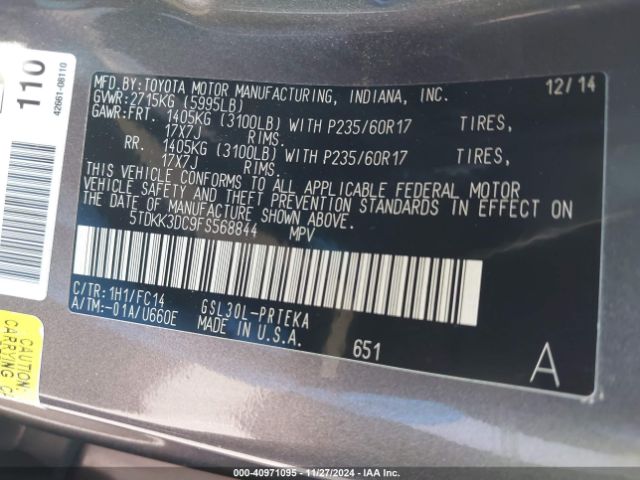 110
42661-08110
MFD.BY:TOYOTA MOTOR MANUFACTURING, INDIANA, INC. 12/14
GVWR:2715KG (5995LB)
GAWR:FRT. 1405KG (3100LB) WITH P235/60R17 TIRES,
17X7J RIMS.
RR. 1405KG (3100LB) WITH P235/60R17 TIRES,
17X7J RIMS.
THIS VEHICLE CONFORMS TO ALL APPLICABLE FEDERAL MOTOR
VEHICLE SAFETY AND THEFT PREVENTION STANDARDS IN EFFECT ON
THE DATE OF MANUFACTURE SHOWN ABOVE.
5TDKK3DC9FS568844 MPV
C/TR:1H1/FC14
A/TM:-01A/U660E
GSL30L-PRTEKA
MADE IN U.S.A.
651
A
CAUTION
CARRYING
000-40971095 - 11/27/2024 - IAAI.com